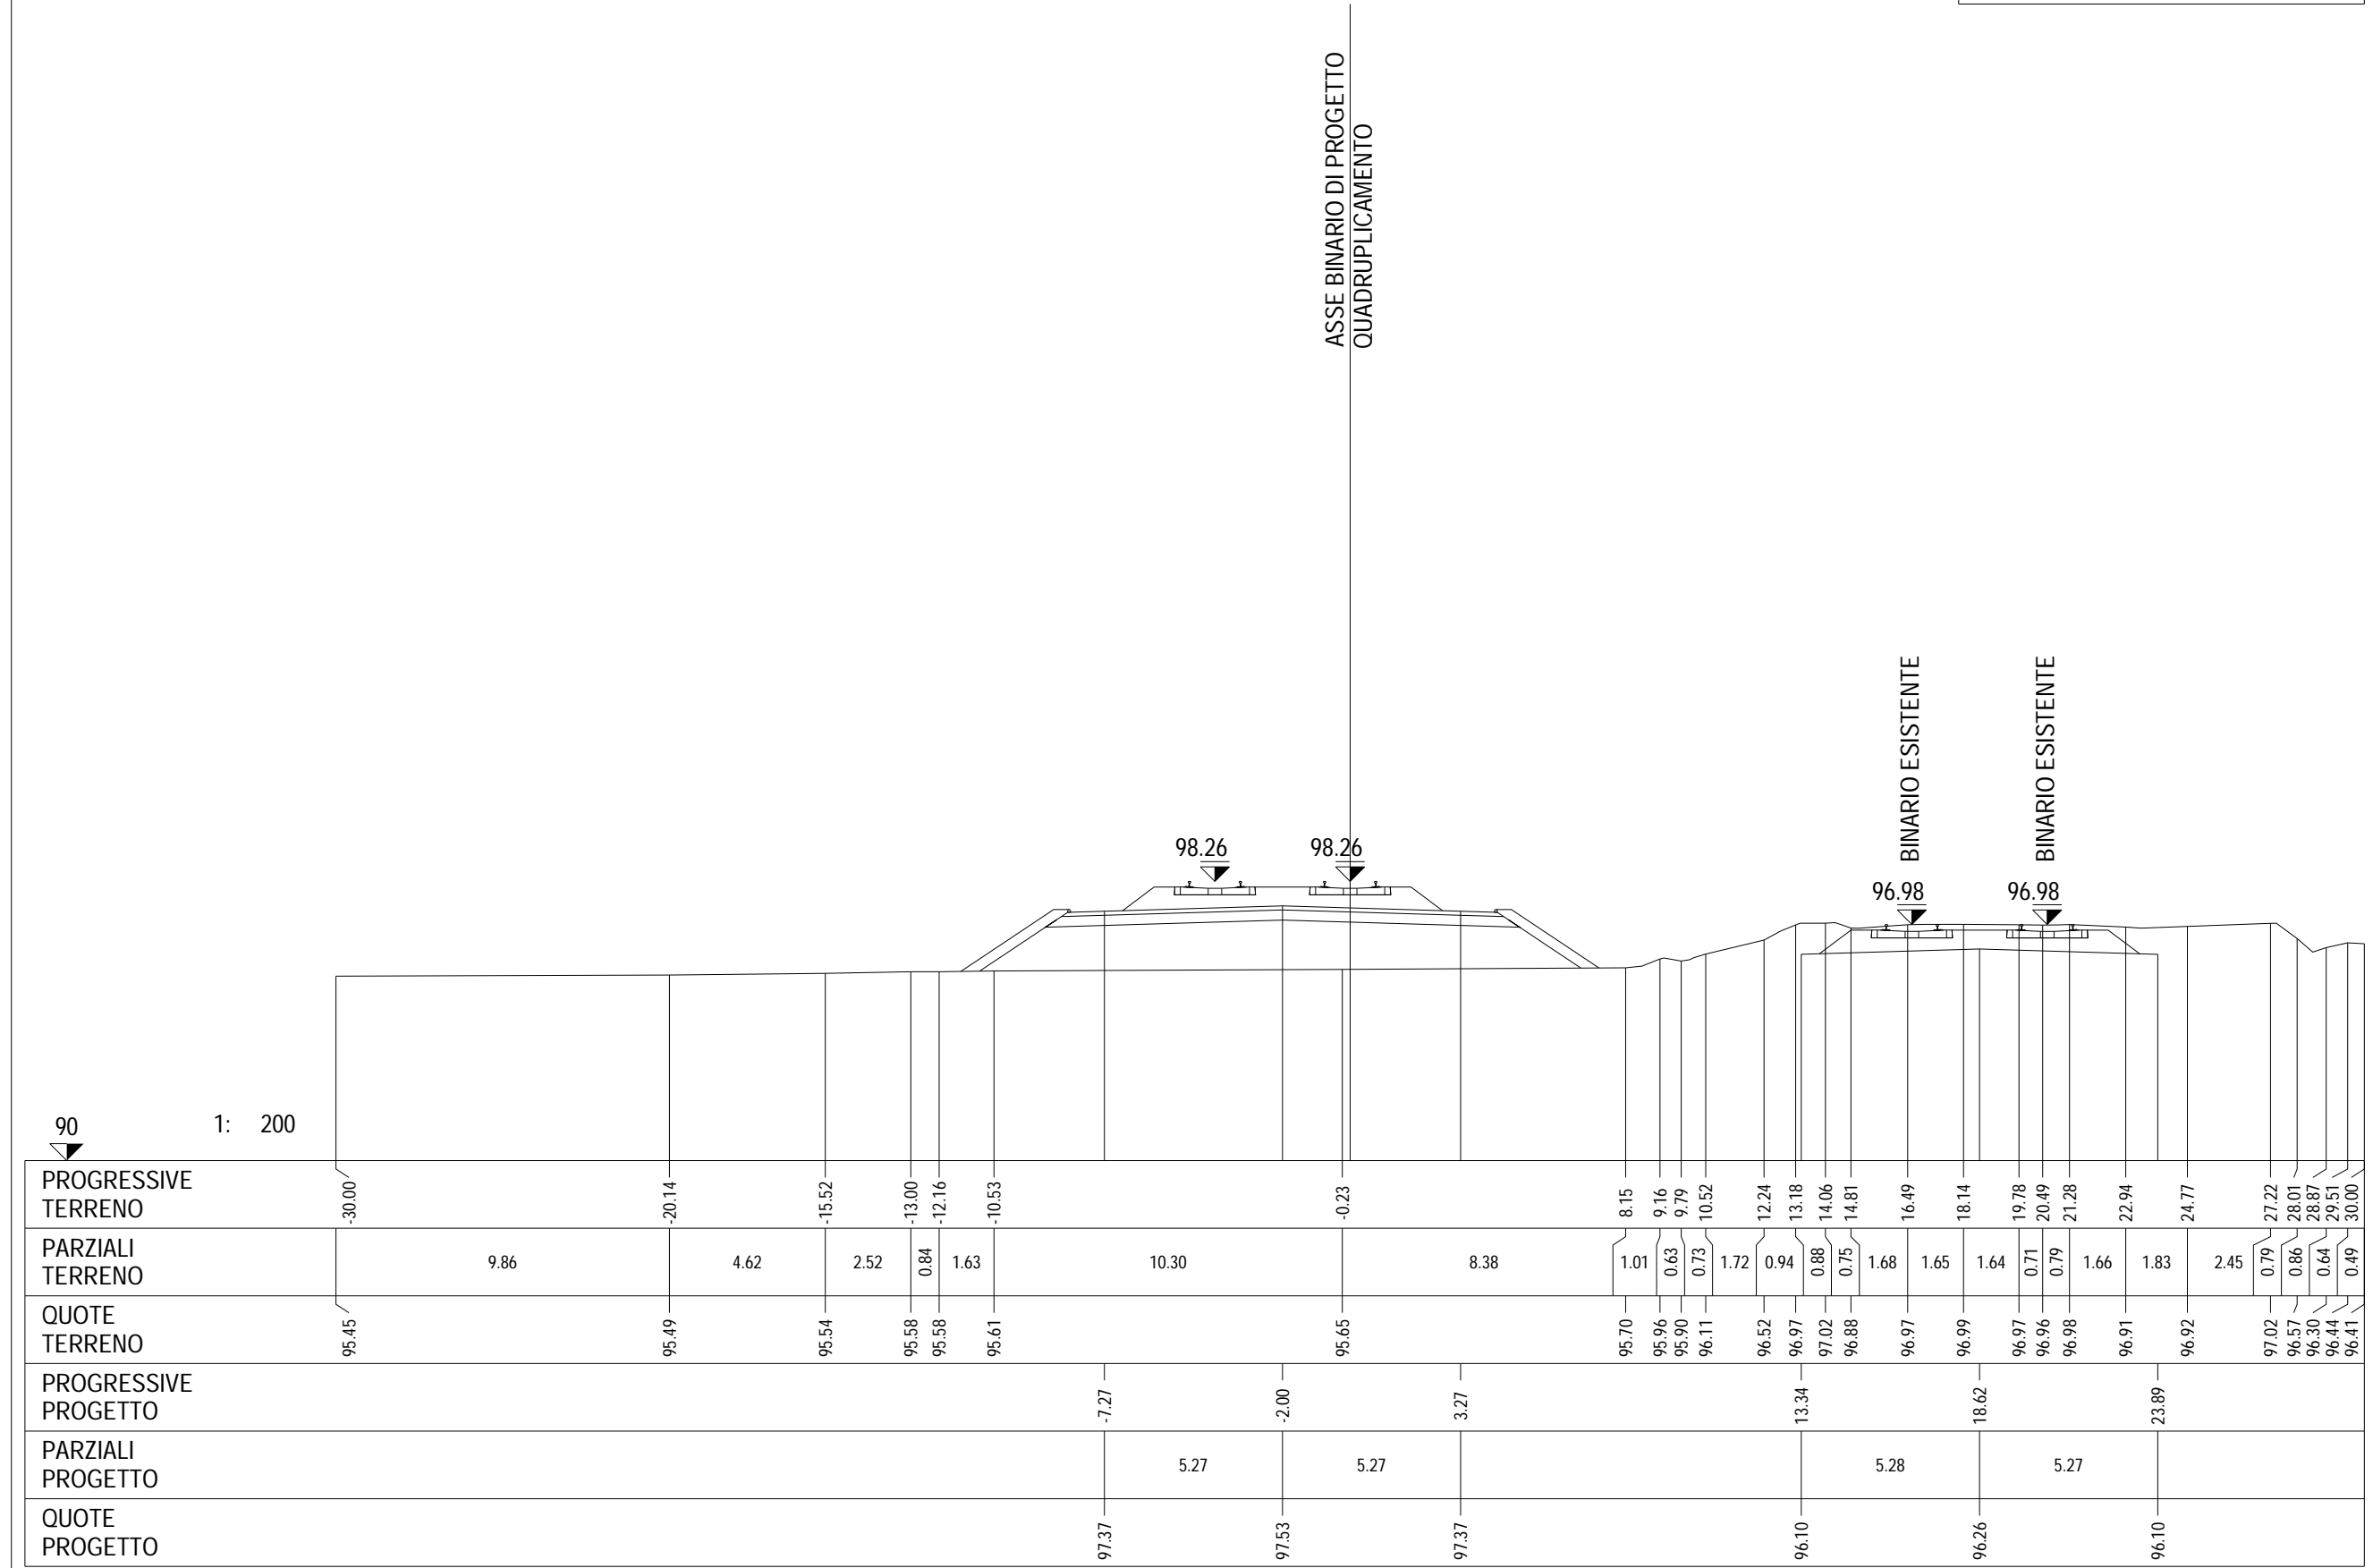 ASSE BINARIO DI PROGETTO
QUADRUPLICAMENTO
BINARIO ESISTENTE
BINARIO ESISTENTE
98.26 98.26
96.98 96.98
90 1: 200
PROGRESSIVE
TERRENO
-30.00 -20.14 -15.52 -13.00 -12.16 -10.53 -0.23 8.15 9.16 9.79 10.52 12.24 13.18 14.06 14.81 16.49 18.14 19.78 20.49 21.28 22.94 24.77 27.22 28.01 28.87 29.51 30.00
PARZIALI
TERRENO
9.86 4.62 2.52 0.84 1.63 10.30 8.38 1.01 0.63 0.73 1.72 0.94 0.88 0.75 1.68 1.65 1.64 0.71 0.79 1.66 1.83 2.45 0.79 0.86 0.64 0.49
QUOTE
TERRENO
95.45 95.49 95.54 95.58 95.58 95.61 95.65 95.70 95.96 95.90 96.11 96.52 96.97 97.02 96.88 96.97 96.99 96.97 96.96 96.98 96.91 96.92 97.02 96.57 96.30 96.44 96.41
PROGRESSIVE
PROGETTO
-7.27 -2.00 3.27 13.34 18.62 23.89
PARZIALI
PROGETTO
5.27 5.27 5.28 5.27
QUOTE
PROGETTO
97.37 97.53 97.37 96.10 96.26 96.10